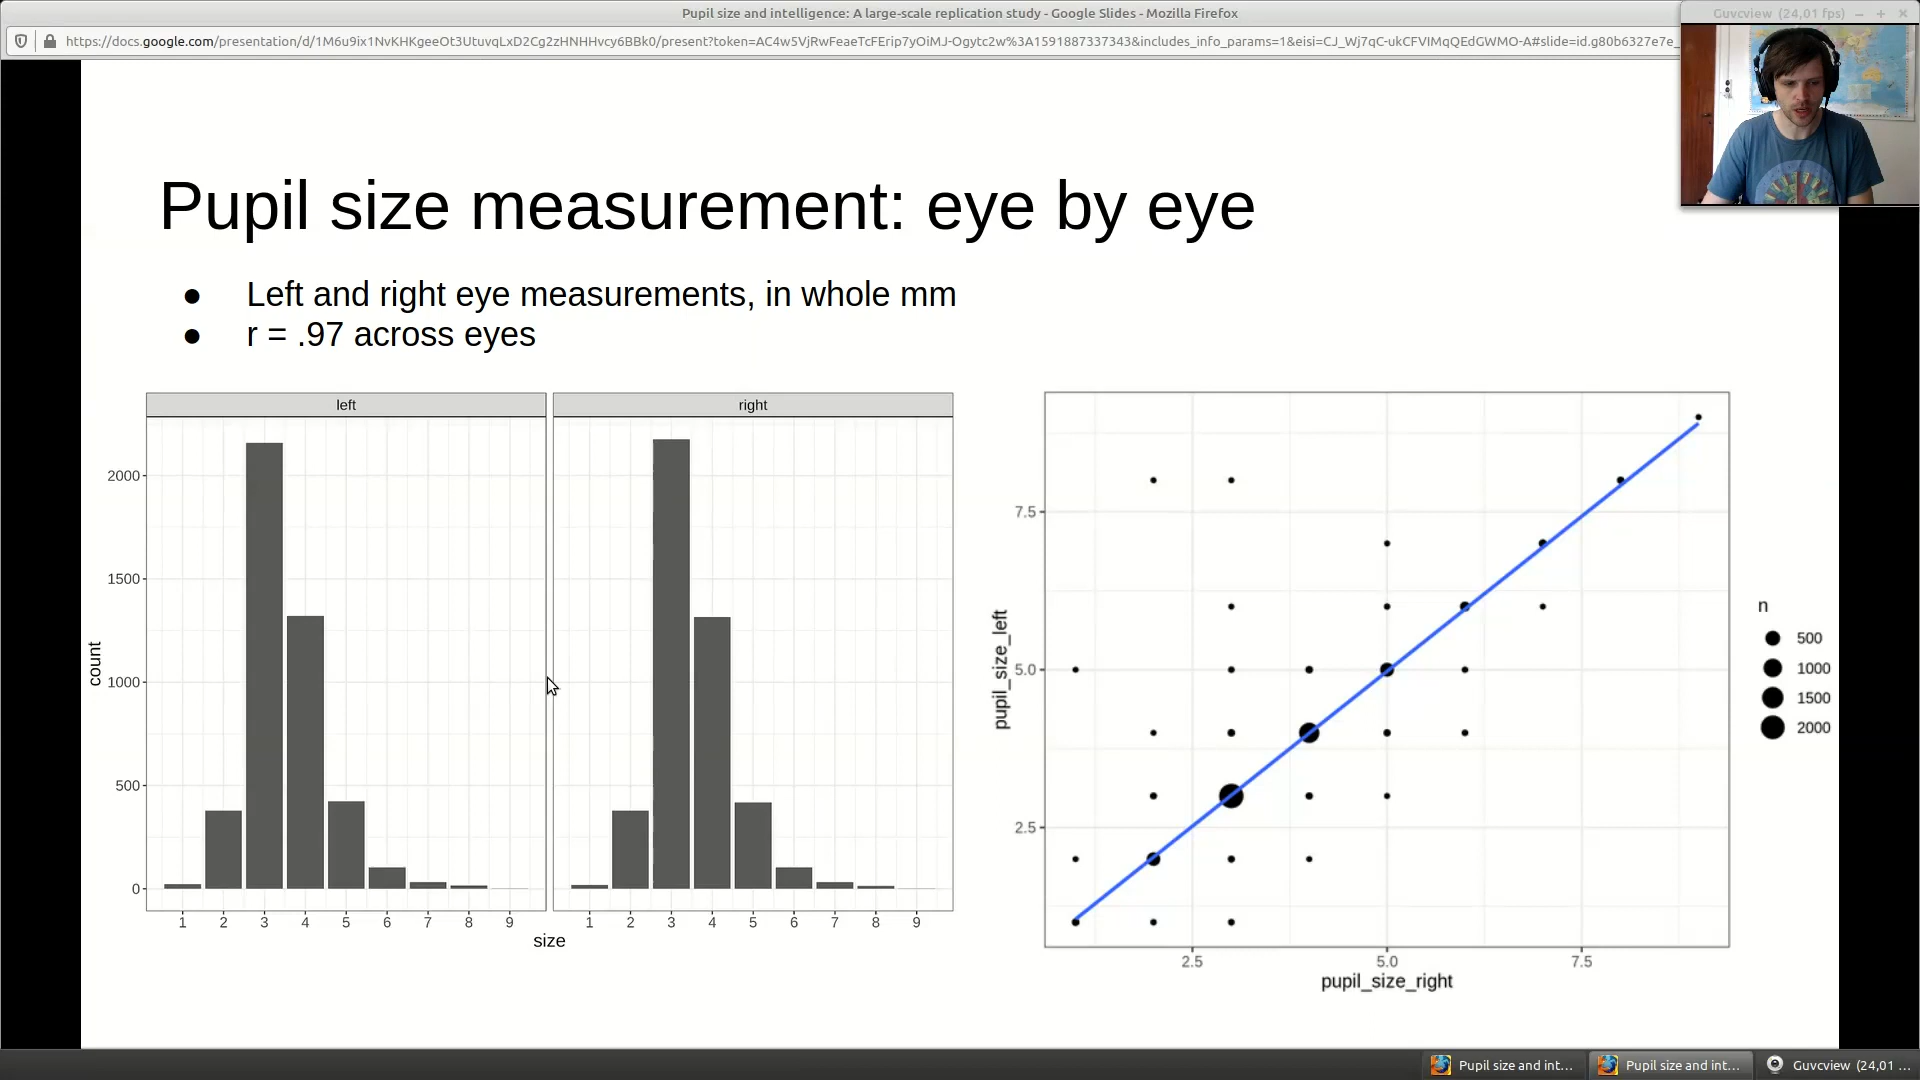 Pupil size and intelligence: A large-scale replication study - Google Slides - Mozilla Firefox
Guvcview (24,01 fps)
https://docs.google.com/presentation/d/1M6u9ix1NvKHKgeeOt3UtuvqLxD2Cg2zHNHHvcy6BBk0/present?token=AC4w5VjRwFeaeTcFErip7yOiMJ-Ogytc2w%3A1591887337343&includes_info_params=1&eisi=CJ_Wj7qC-ukCFVIMqQEdGWMO-A#slide=id.g80b6327e7e_
Pupil size measurement: eye by eye
● Left and right eye measurements, in whole mm
● r = .97 across eyes
left
right
count
2000
1500
1000
500
0
1 2 3 4 5 6 7 8 9
1 2 3 4 5 6 7 8 9
size
pupil_size_left
7.5
5.0
2.5
2.5 5.0 7.5
pupil_size_right
n
500
1000
1500
2000
Pupil size and int...
Pupil size and int...
Guvcview (24,01 ...